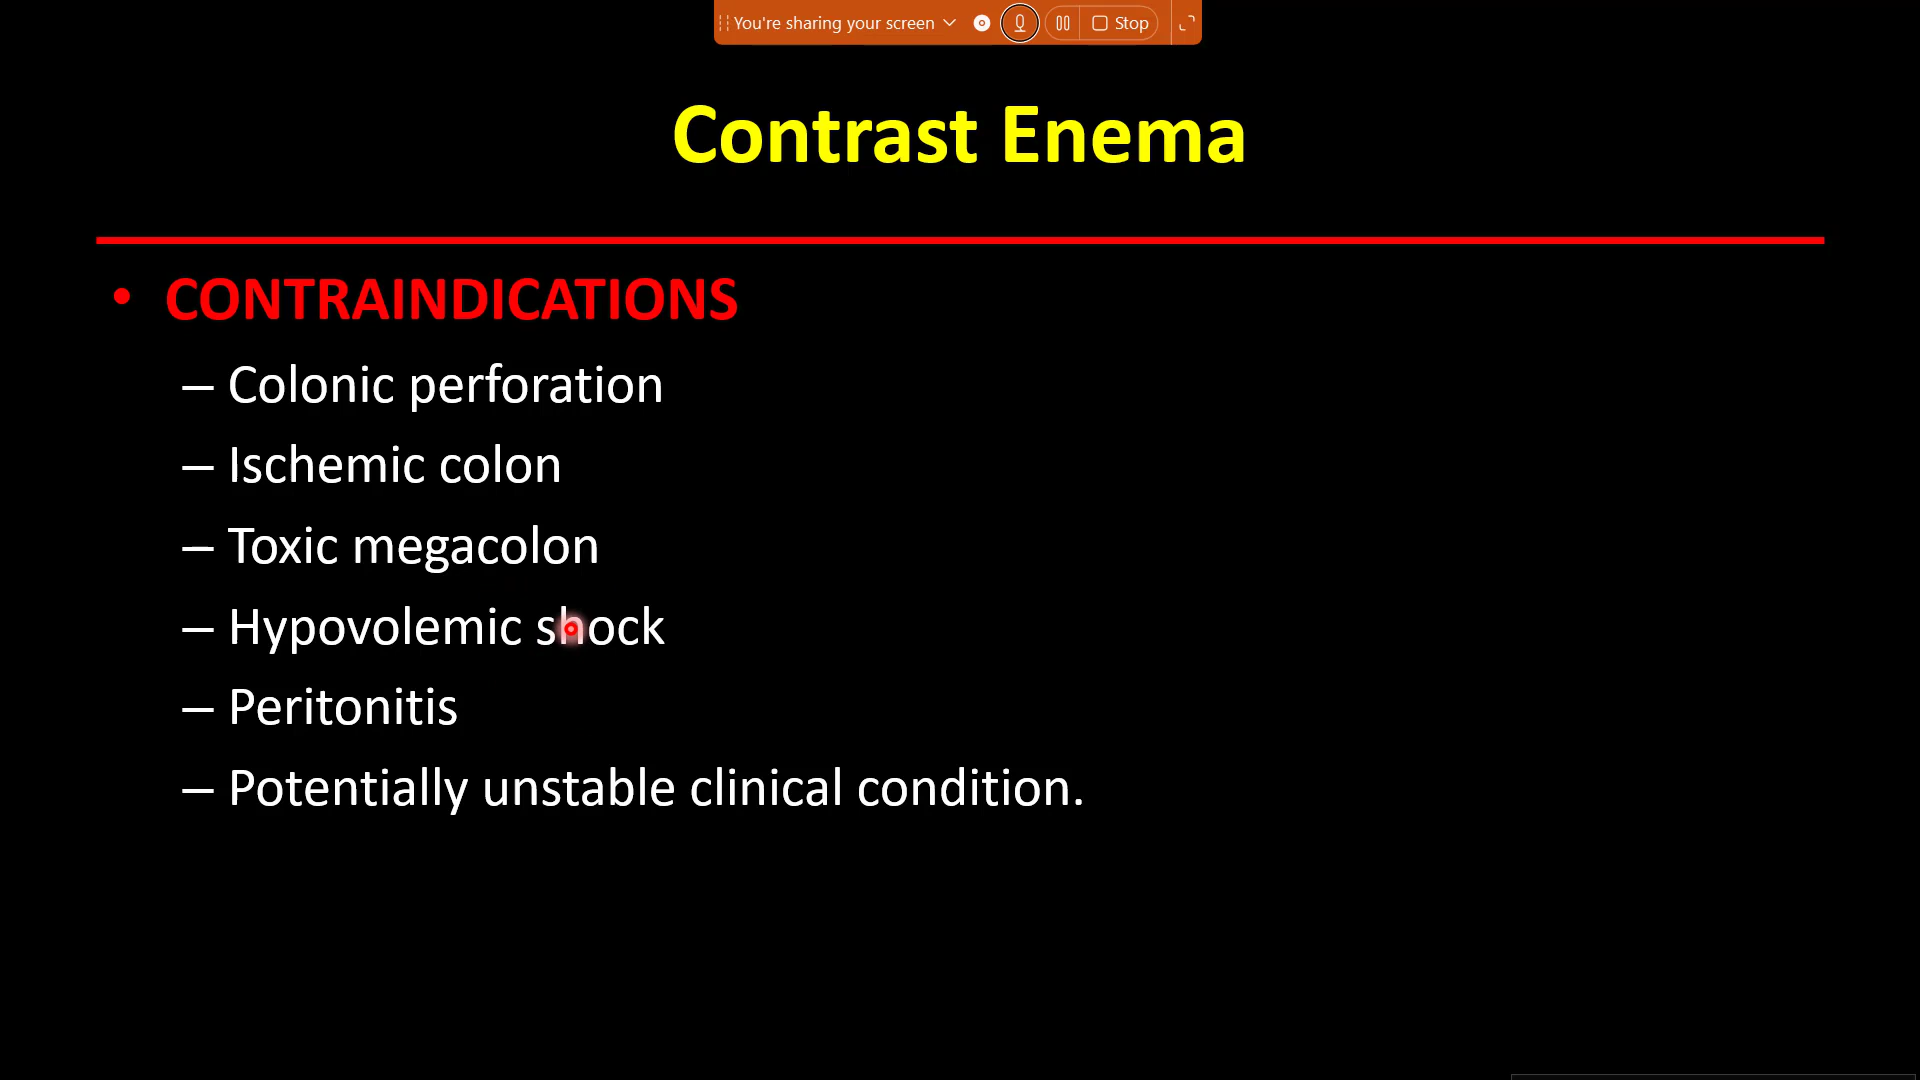 You're sharing your screen Stop
Contrast Enema
• CONTRAINDICATIONS
– Colonic perforation
– Ischemic colon
– Toxic megacolon
– Hypovolemic shock
– Peritonitis
– Potentially unstable clinical condition.